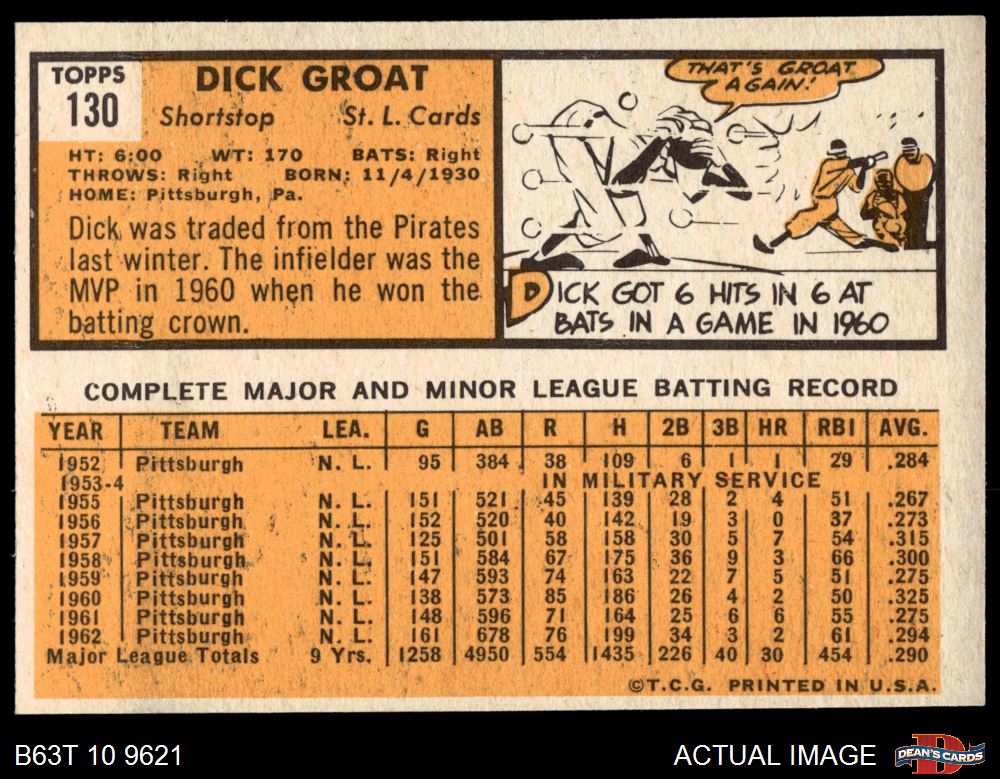 TOPPS
130
DICK GROAT
Shortstop St. L. Cards
HT: 6:00 WT: 170 BATS: Right
THROWS: Right BORN: 11/4/1930
HOME: Pittsburgh, Pa.
Dick was traded from the Pirates
last winter. The infielder was the
MVP in 1960 when he won the
batting crown.
THAT'S GROAT
AGAIN!
DICK GOT 6 HITS IN 6 AT
BATS IN A GAME IN 1960
COMPLETE MAJOR AND MINOR LEAGUE BATTING RECORD
YEAR TEAM LEA. G AB R H 2B 3B HR RBI AVG.
1952 Pittsburgh N. L. 95 384 38 109 6 1 1 29 .284
1953-4 IN MILITARY SERVICE
1955 Pittsburgh N. L. 151 521 45 139 28 2 4 51 .267
1956 Pittsburgh N. L. 152 520 40 142 19 3 0 37 .273
1957 Pittsburgh N. L. 125 501 58 158 30 5 7 54 .315
1958 Pittsburgh N. L. 151 584 67 175 36 9 3 66 .300
1959 Pittsburgh N. L. 147 593 74 163 22 7 5 51 .275
1960 Pittsburgh N. L. 138 573 85 186 26 4 2 50 .325
1961 Pittsburgh N. L. 148 596 71 164 25 6 6 55 .275
1962 Pittsburgh N. L. 161 678 76 199 34 3 2 61 .294
Major League Totals 9 Yrs. 1258 4950 554 1435 226 40 30 454 .290
©T.C.G. PRINTED IN U.S.A.
B63T 10 9621 ACTUAL IMAGE
DEAN'S CARDS